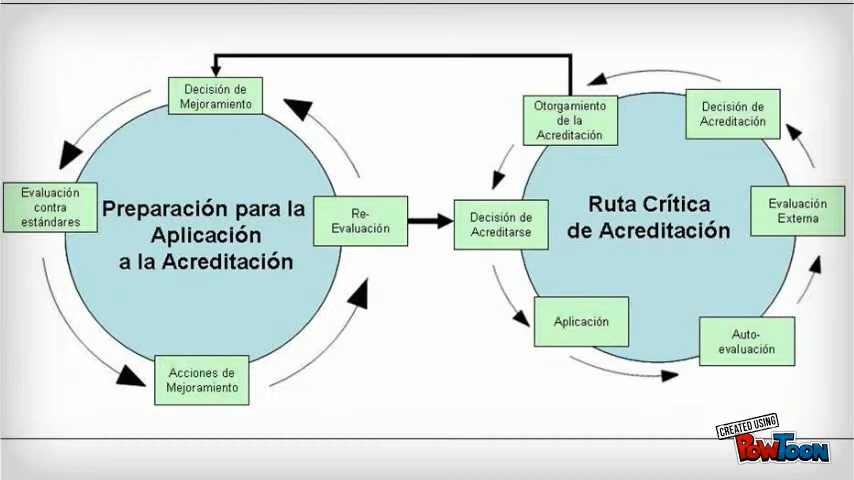 Decisión de
Mejoramiento
Evaluación
contra
estándares
Preparación para la
Aplicación
a la Acreditación
Re-
Evaluación
Acciones de
Mejoramiento
Otorgamiento
de la
Acreditación
Decisión de
Acreditación
Decisión de
Acreditarse
Ruta Crítica
de Acreditación
Evaluación
Externa
Aplicación
Auto-
evaluación
CREATED USING
POWTOON